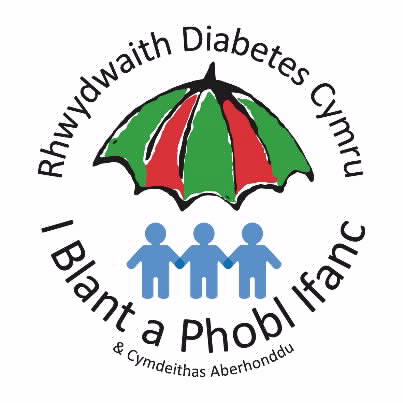 Rhwydwaith Diabetes Cymru
I Blant a Phobl Ifanc
& Cymdeithas Aberhonddu